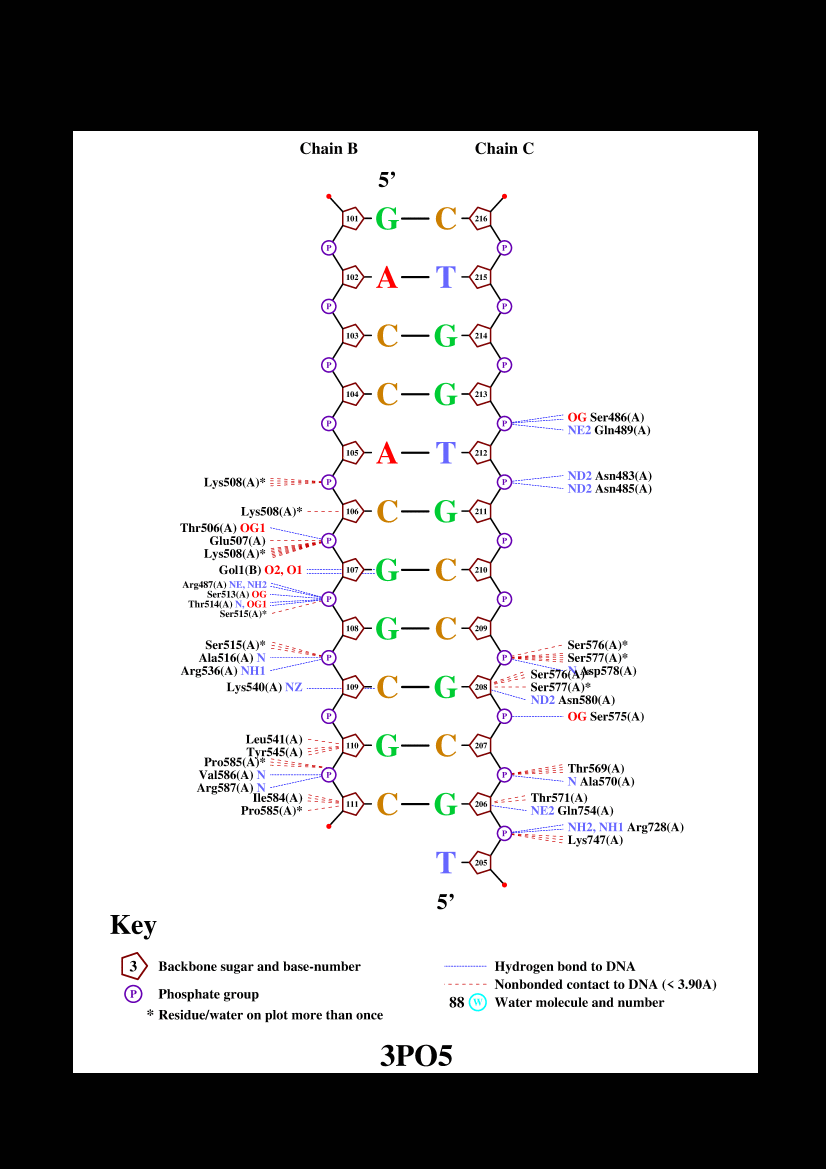 Chain B Chain C
5’
101 G C 216
P P
102 A T 215
P P
103 C G 214
P P
104 C G 213
OG Ser486(A)
P P
NE2 Gln489(A)
105 A T 212
ND2 Asn483(A)
Lys508(A)* P P
ND2 Asn485(A)
Lys508(A)* 106 C G 211
Thr506(A) OG1
Glu507(A) P P
Lys508(A)*
Gol1(B) O2, O1 107 G C 210
Arg487(A) NE, NH2
Ser513(A) OG P P
Thr514(A) N, OG1
Ser515(A)*
108 G C 209
Ser515(A)* Ser576(A)*
Ala516(A) N P P Ser577(A)*
Arg536(A) NH1 N Asp578(A)
Ser576(A)*
Lys540(A) NZ 109 C G 208 Ser577(A)*
ND2 Asn580(A)
P P OG Ser575(A)
Leu541(A)
110 G C 207
Tyr545(A)
Pro585(A)* Thr569(A)
Val586(A) N P P
Arg587(A) N N Ala570(A)
Ile584(A) Thr571(A)
111 C G 206
Pro585(A)* NE2 Gln754(A)
NH2, NH1 Arg728(A)
P
Lys747(A)
T 205
5’
Key
3 Backbone sugar and base-number
P Phosphate group
* Residue/water on plot more than once
Hydrogen bond to DNA
Nonbonded contact to DNA (< 3.90A)
88 W Water molecule and number
3PO5